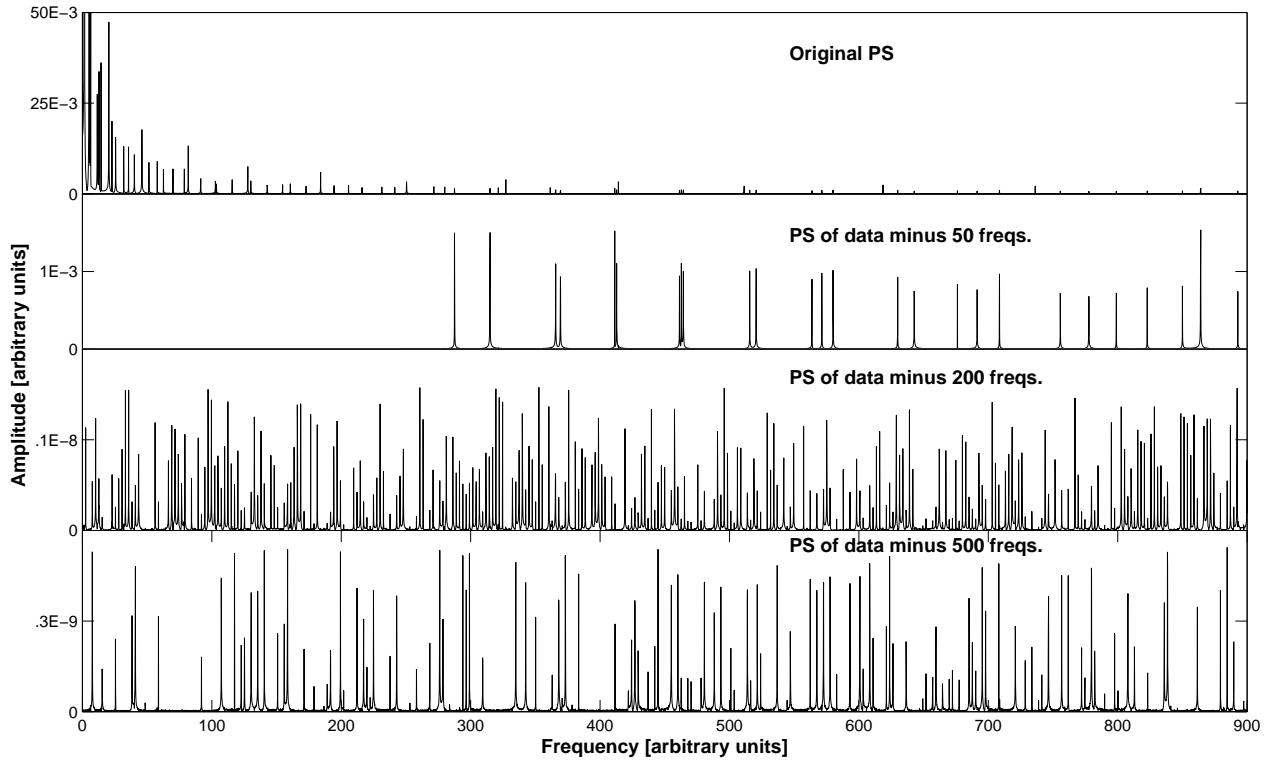 50E−3
Original PS
25E−3
0
PS of data minus 50 freqs.
1E−3
0
PS of data minus 200 freqs.
.1E−8
0
PS of data minus 500 freqs.
.3E−9
0
0 100 200 300 400 500 600 700 800 900
Frequency [arbitrary units]
Amplitude [arbitrary units]